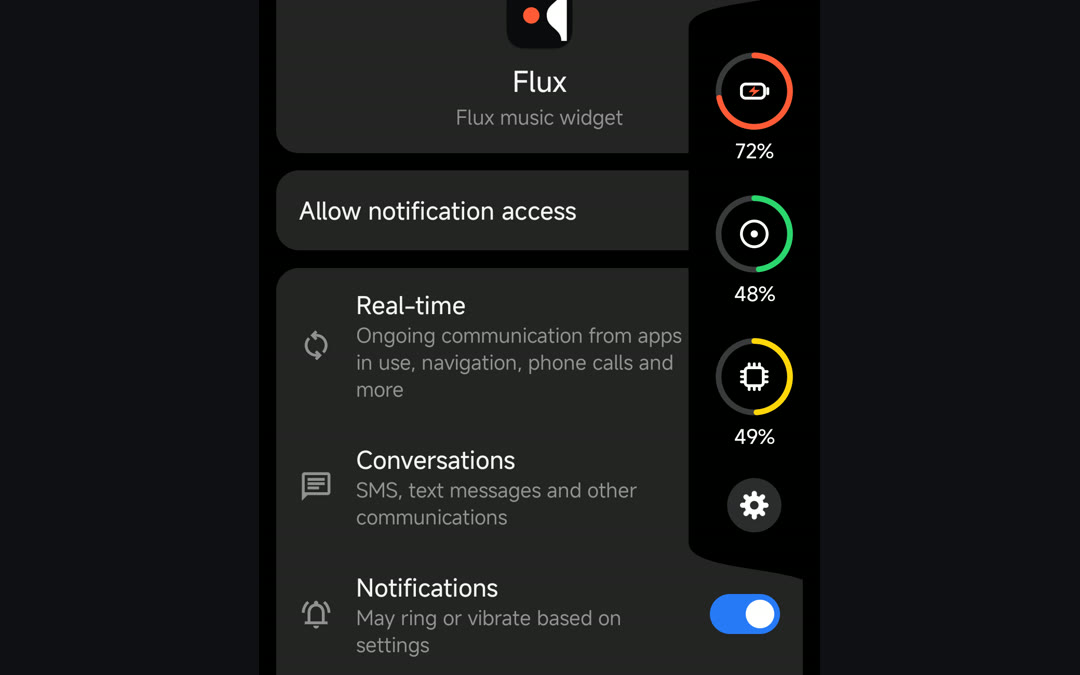 Flux
Flux music widget
72%
Allow notification access
48%
Real-time
Ongoing communication from apps
in use, navigation, phone calls and
more
49%
Conversations
SMS, text messages and other
communications
Notifications
May ring or vibrate based on
settings